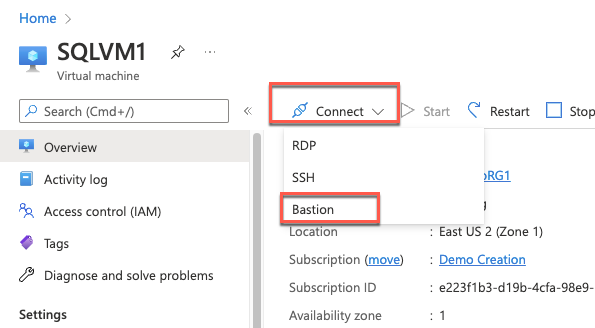 Home >
SQLVM1
Virtual machine
Search (Cmd+/)
«
Overview
Activity log
Access control (IAM)
Tags
Diagnose and solve problems
Settings
Connect Start Restart Stop
RDP
SSH
Bastion
oRG1
g
Location : East US 2 (Zone 1)
Subscription (move) : Demo Creation
Subscription ID : e223f1b3-d19b-4cfa-98e9-
Availability zone : 1